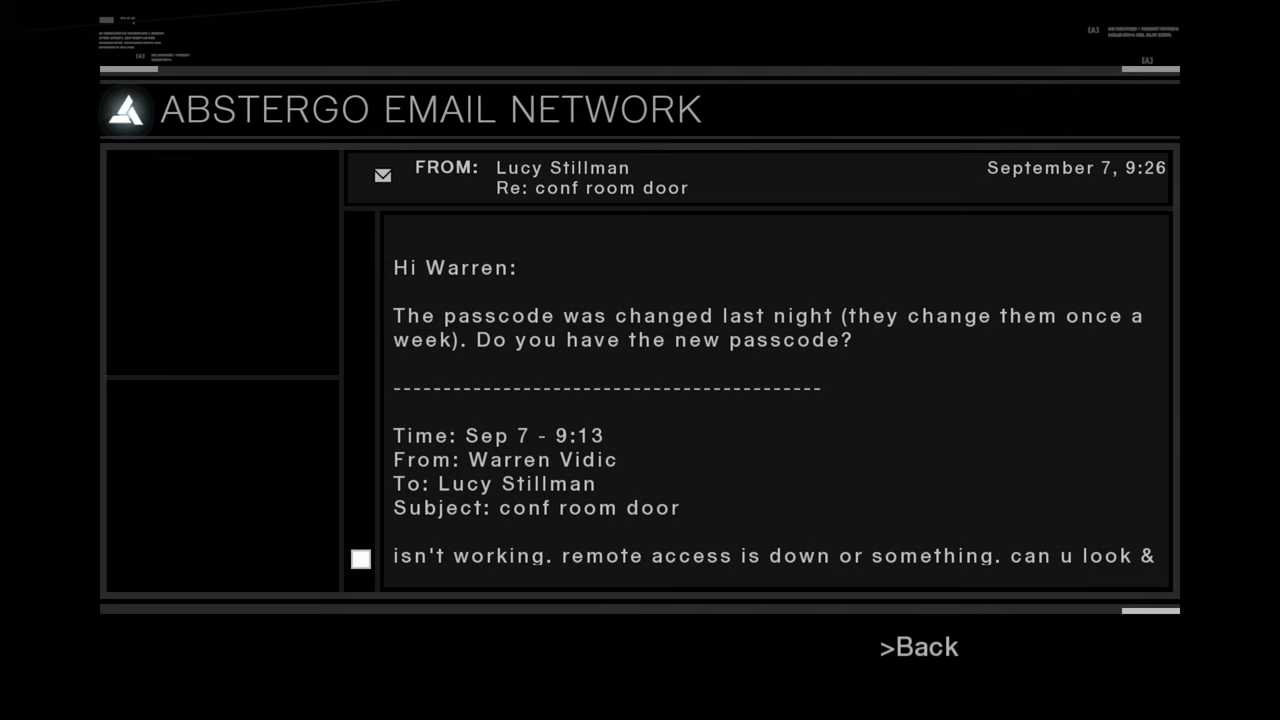 ABSTERGO EMAIL NETWORK
FROM: Lucy Stillman
September 7, 9:26
Re: conf room door
Hi Warren:
The passcode was changed last night (they change them once a
week). Do you have the new passcode?
-------------------------------------------
Time: Sep 7 - 9:13
From: Warren Vidic
To: Lucy Stillman
Subject: conf room door
isn't working. remote access is down or something. can u look &
>Back